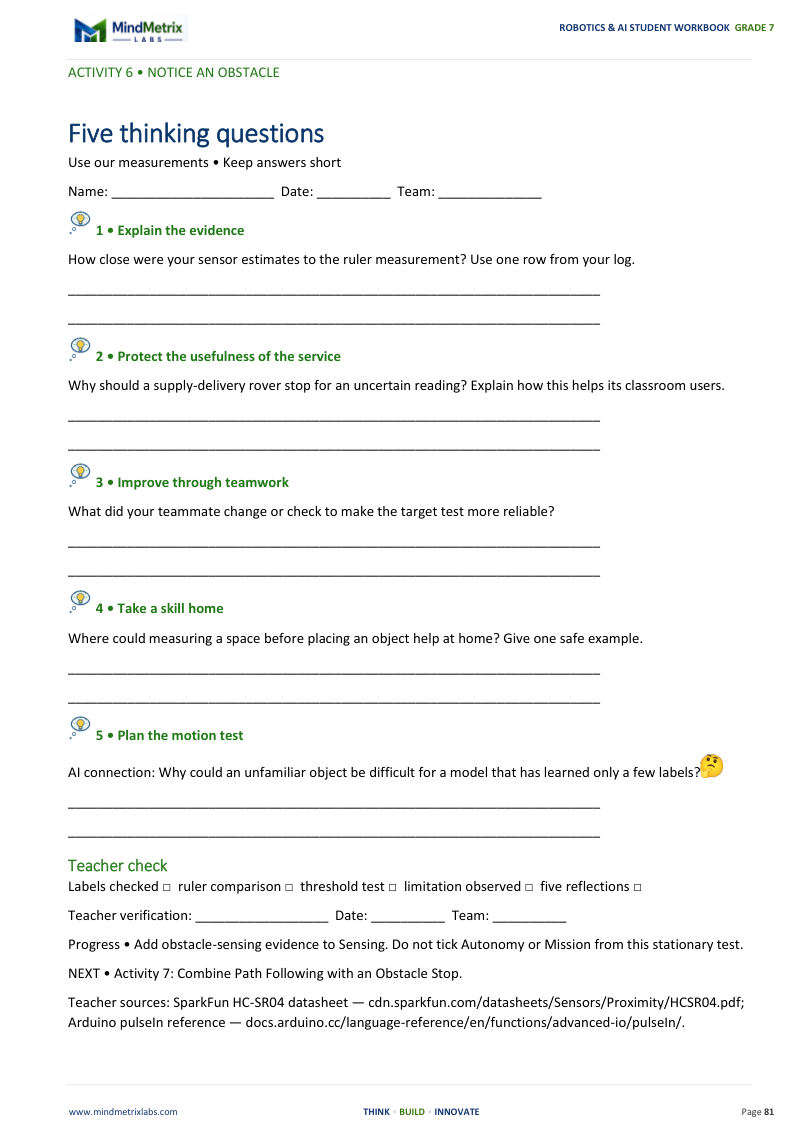 MindMetrix
LABS
ROBOTICS & AI STUDENT WORKBOOK GRADE 7
ACTIVITY 6 • NOTICE AN OBSTACLE
Five thinking questions
Use our measurements • Keep answers short
Name: ______________________ Date: __________ Team: ______________
1 • Explain the evidence
How close were your sensor estimates to the ruler measurement? Use one row from your log.
________________________________________________________________________
________________________________________________________________________
2 • Protect the usefulness of the service
Why should a supply-delivery rover stop for an uncertain reading? Explain how this helps its classroom users.
________________________________________________________________________
________________________________________________________________________
3 • Improve through teamwork
What did your teammate change or check to make the target test more reliable?
________________________________________________________________________
________________________________________________________________________
4 • Take a skill home
Where could measuring a space before placing an object help at home? Give one safe example.
________________________________________________________________________
________________________________________________________________________
5 • Plan the motion test
AI connection: Why could an unfamiliar object be difficult for a model that has learned only a few labels?🤔
________________________________________________________________________
________________________________________________________________________
Teacher check
Labels checked □ ruler comparison □ threshold test □ limitation observed □ five reflections □
Teacher verification: __________________ Date: __________ Team: __________
Progress • Add obstacle-sensing evidence to Sensing. Do not tick Autonomy or Mission from this stationary test.
NEXT • Activity 7: Combine Path Following with an Obstacle Stop.
Teacher sources: SparkFun HC-SR04 datasheet — cdn.sparkfun.com/datasheets/Sensors/Proximity/HCSR04.pdf;
Arduino pulseIn reference — docs.arduino.cc/language-reference/en/functions/advanced-io/pulseIn/.
www.mindmetrixlabs.com
THINK • BUILD • INNOVATE
Page 81